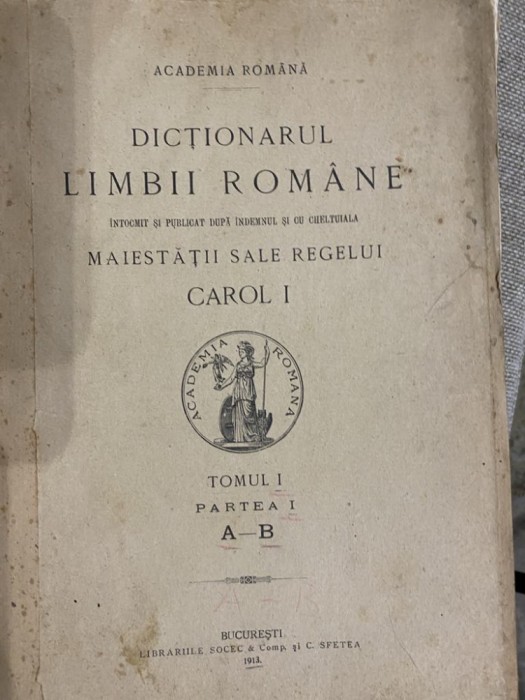 ACADEMIA ROMÂNĂ
DICȚIONARUL
LIMBII ROMÂNE
ÎNTOCMIT ȘI PUBLICAT DUPĂ ÎNDEMNUL ȘI CU CHELTUIALA
MAIESTĂȚII SALE REGELUI
CAROL I
ACADEMIA ROMANA
TOMUL I
PARTEA I
A—B
A - B
BUCUREȘTI
LIBRARIILE SOCEC & Comp. și C. SFETEA
1913.